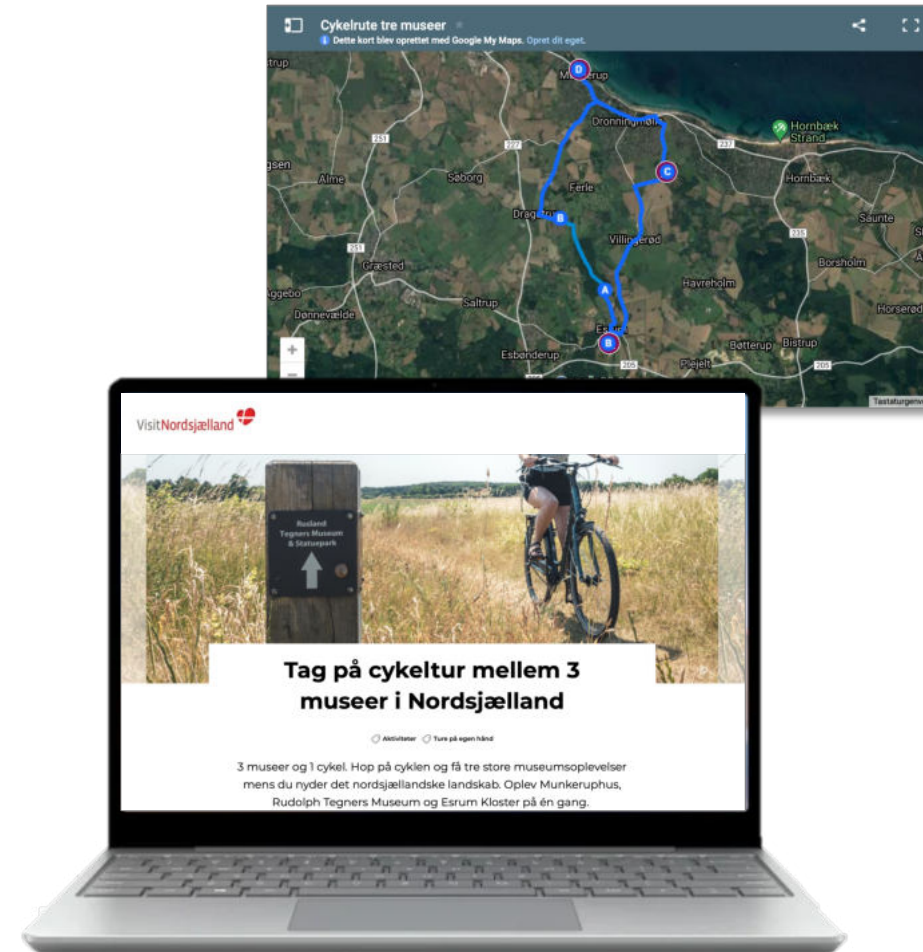 Cykelrute tre museer
Dette kort blev oprettet med Google My Maps. Opret dit eget.
D
Dronningmølle
Hornbæk
Strand
251
227
237
Alme
Søborg
C
Hornbæk
Ferle
B
Saunte
Villingerød
235
251
Græsted
Borsholm
Havreholm
A
Saltrup
Dønnevælde
Horserød
B
Bøtterup
Bistrup
Esbønderup
205
Plejelt
205
+
VisitNordsjælland
Rusland
Tegners Museum
& Statuepark
Tag på cykeltur mellem 3
museer i Nordsjælland
Aktiviteter
Ture på egen hånd
3 museer og 1 cykel. Hop på cyklen og få tre store museumsoplevelser
mens du nyder det nordsjællandske landskab. Oplev Munkeruphus,
Rudolph Tegners Museum og Esrum Kloster på én gang.